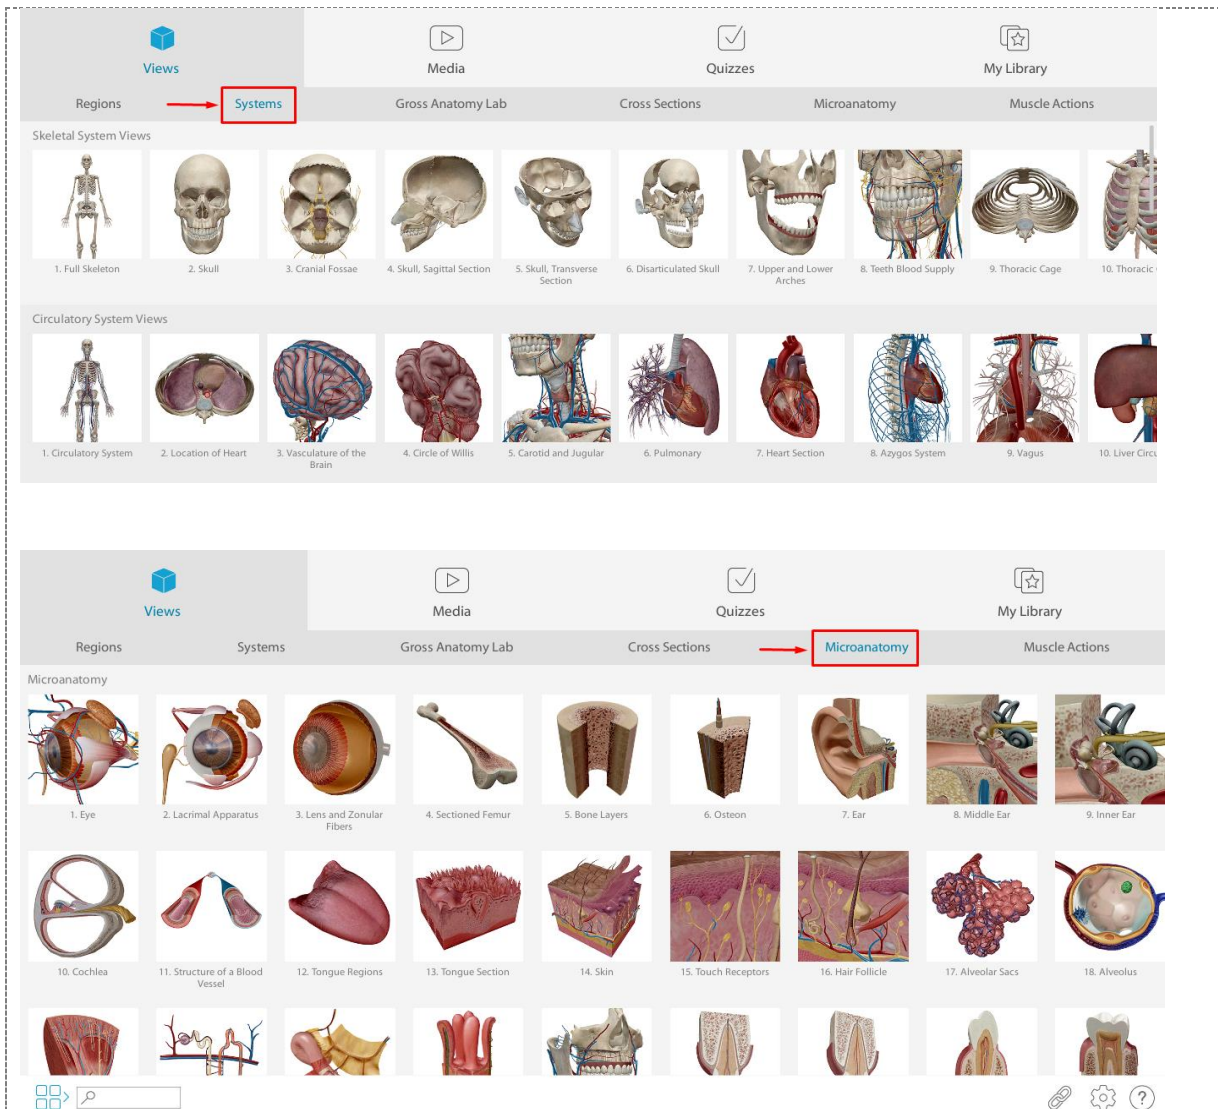 Views
Media
Quizzes
My Library
Regions
Systems
Gross Anatomy Lab
Cross Sections
Microanatomy
Muscle Actions
Skeletal System Views
1. Full Skeleton
2. Skull
3. Cranial Fossae
4. Skull, Sagittal Section
5. Skull, Transverse
Section
6. Disarticulated Skull
7. Upper and Lower
Arches
8. Teeth Blood Supply
9. Thoracic Cage
10. Thoracic
Circulatory System Views
1. Circulatory System
2. Location of Heart
3. Vasculature of the
Brain
4. Circle of Willis
5. Carotid and Jugular
6. Pulmonary
7. Heart Section
8. Azygos System
9. Vagus
10. Liver Circu
Views
Media
Quizzes
My Library
Regions
Systems
Gross Anatomy Lab
Cross Sections
Microanatomy
Muscle Actions
Microanatomy
1. Eye
2. Lacrimal Apparatus
3. Lens and Zonular
Fibers
4. Sectioned Femur
5. Bone Layers
6. Osteon
7. Ear
8. Middle Ear
9. Inner Ear
10. Cochlea
11. Structure of a Blood
Vessel
12. Tongue Regions
13. Tongue Section
14. Skin
15. Touch Receptors
16. Hair Follicle
17. Alveolar Sacs
18. Alveolus